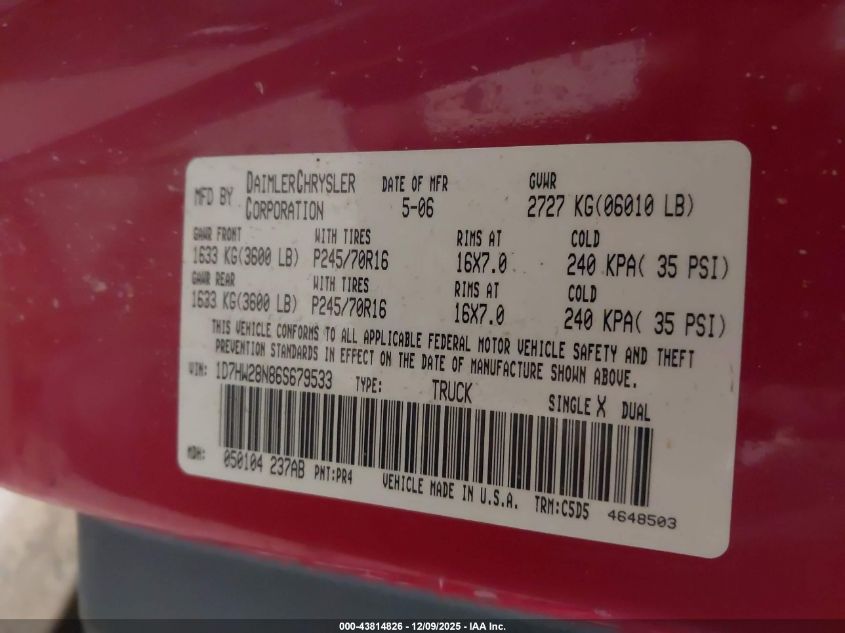 MFD BY DAIMLERCHRYSLER CORPORATION DATE OF MFR 5-06 GVWR 2727 KG(06010 LB)
GAWR FRONT WITH TIRES RIMS AT COLD
1633 KG(3600 LB) P245/70R16 16X7.0 240 KPA( 35 PSI)
GAWR REAR WITH TIRES RIMS AT COLD
1633 KG(3600 LB) P245/70R16 16X7.0 240 KPA( 35 PSI)
THIS VEHICLE CONFORMS TO ALL APPLICABLE FEDERAL MOTOR VEHICLE SAFETY AND THEFT
PREVENTION STANDARDS IN EFFECT ON THE DATE OF MANUFACTURE SHOWN ABOVE.
VIN: 1D7HW28N86S679533 TYPE: TRUCK SINGLE X DUAL
MDH: 050104 237AB PNT:PR4 VEHICLE MADE IN U.S.A. TRM:C5D5 4648503
000-43814826 - 12/09/2025 - IAA Inc.